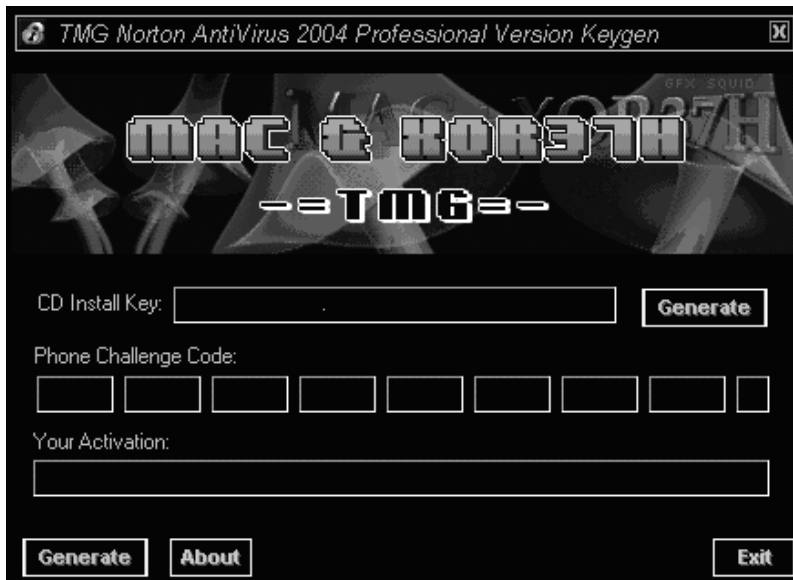 TMG Norton AntiVirus 2004 Professional Version Keygen
GFX SQUID
MAC & XOR37H
-=TMG=-
CD Install Key:
Generate
Phone Challenge Code:
Your Activation:
Generate
About
Exit